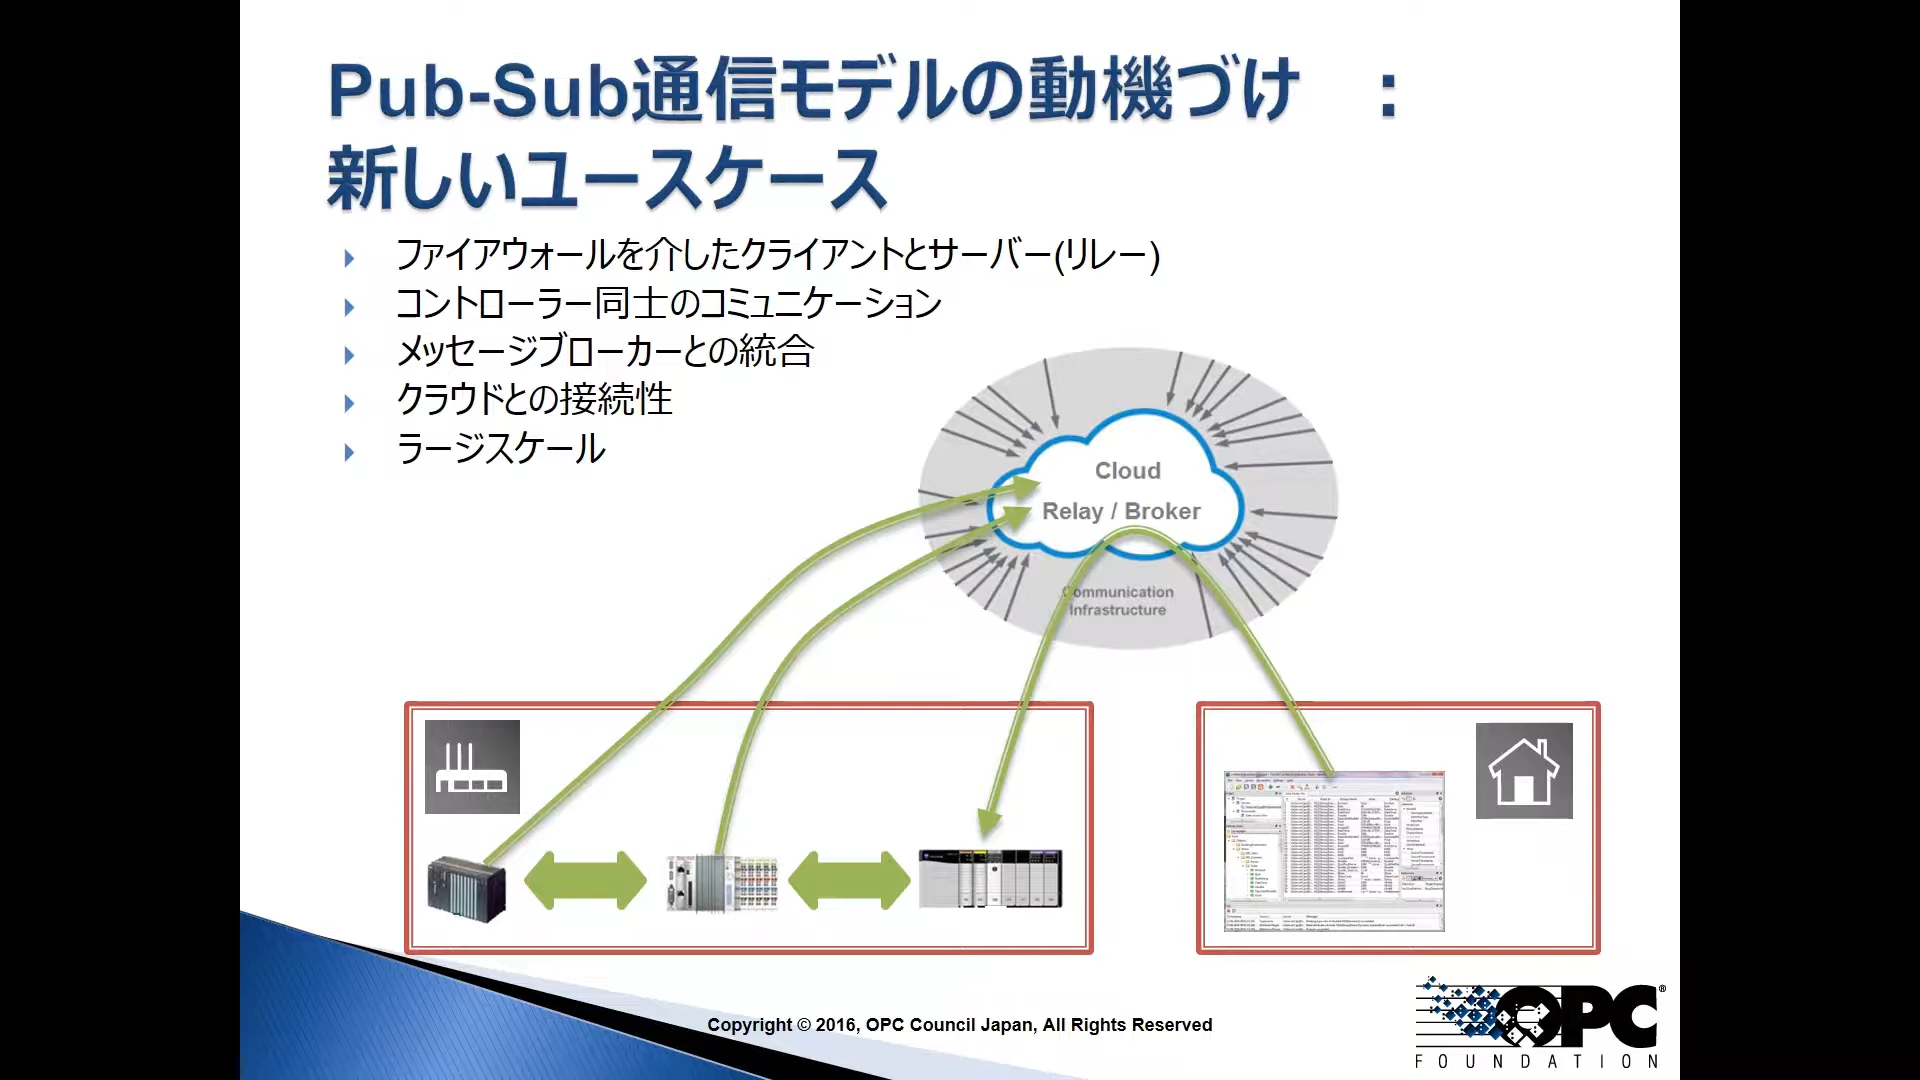 Pub-Sub通信モデルの動機づけ　：
新しいユースケース
ファイアウォールを介したクライアントとサーバー(リレー)
コントローラー同士のコミュニケーション
メッセージブローカーとの統合
クラウドとの接続性
ラージスケール
Cloud
Relay / Broker
Communication
Infrastructure
Copyright © 2016, OPC Council Japan, All Rights Reserved
OPC®
FOUNDATION